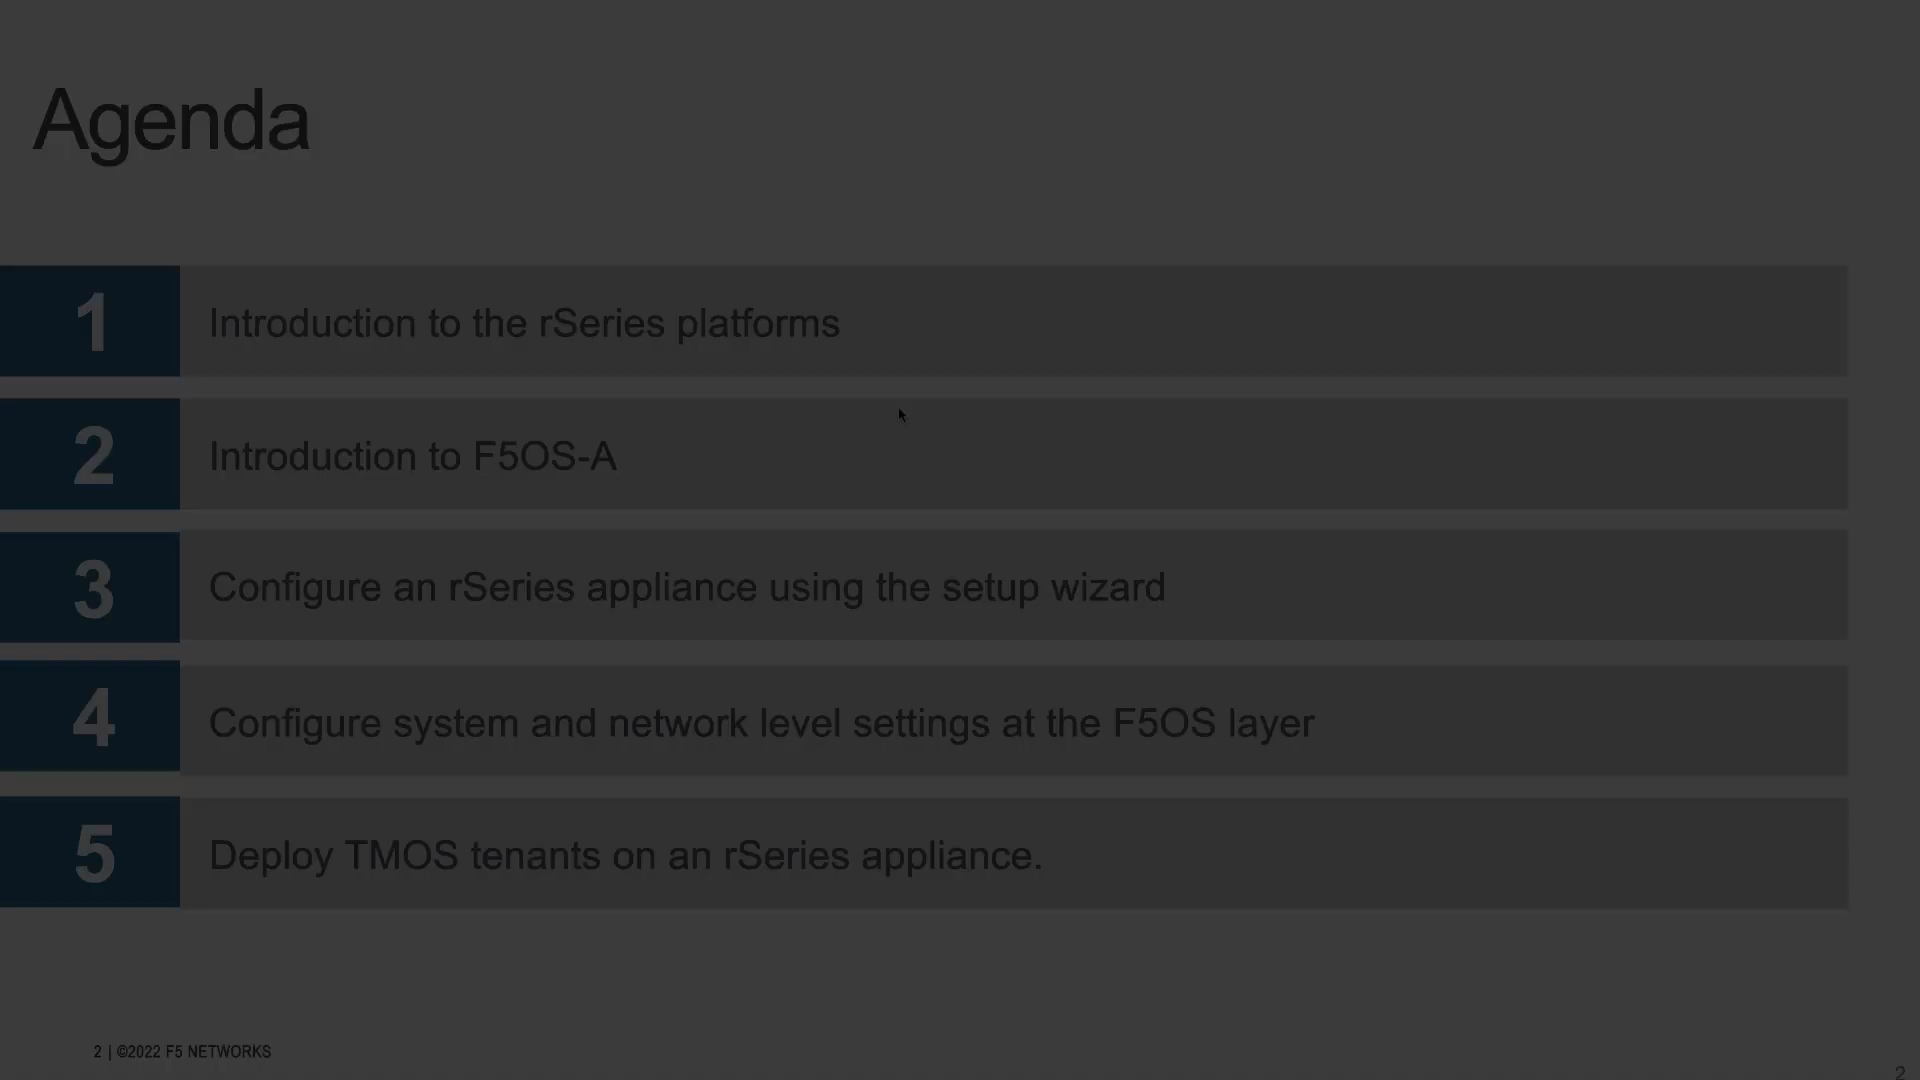 Agenda
1
Introduction to the rSeries platforms
2
Introduction to F5OS-A
3
Configure an rSeries appliance using the setup wizard
4
Configure system and network level settings at the F5OS layer
5
Deploy TMOS tenants on an rSeries appliance.
2 | ©2022 F5 NETWORKS
2